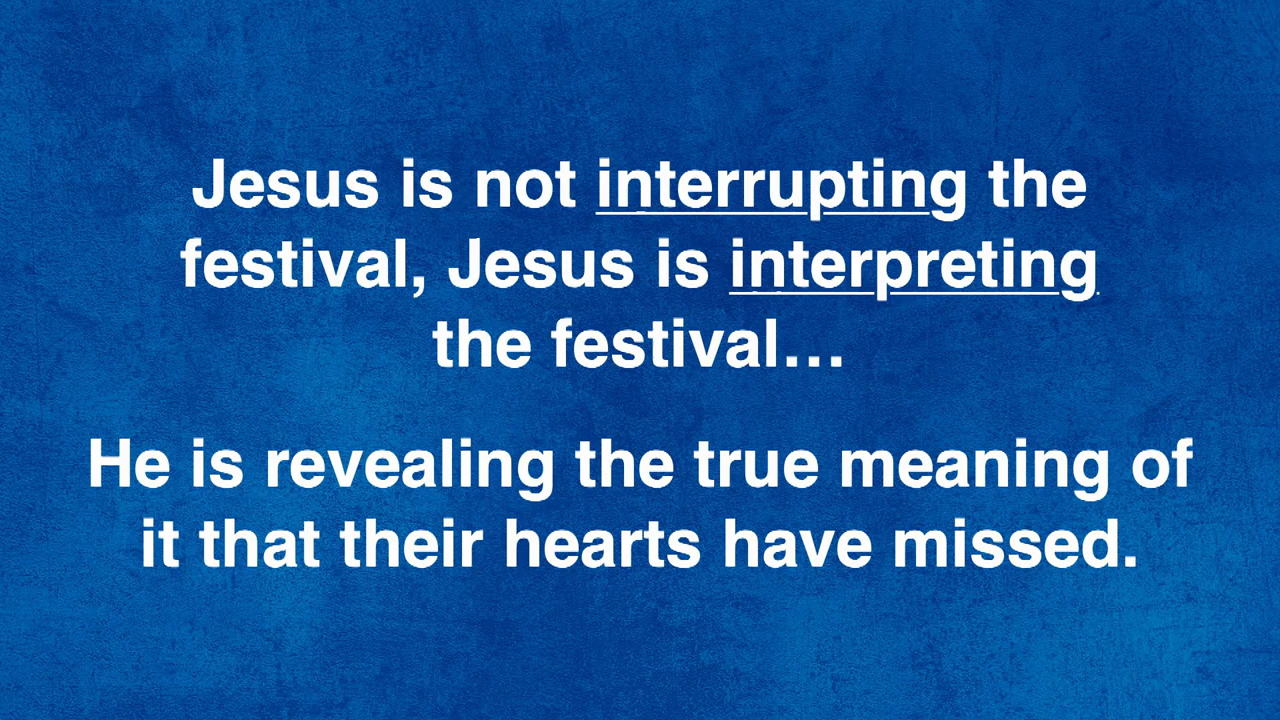 Jesus is not interrupting the
festival, Jesus is interpreting
the festival…
He is revealing the true meaning of
it that their hearts have missed.